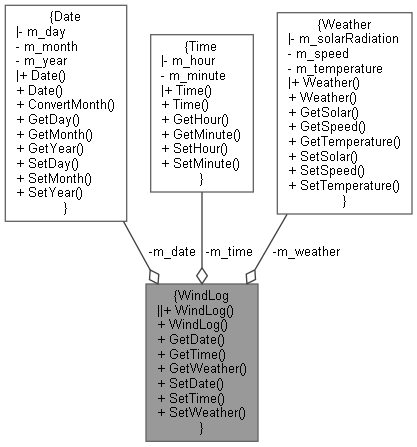 {Date
|- m_day
- m_month
- m_year
|+ Date()
+ Date()
+ ConvertMonth()
+ GetDay()
+ GetMonth()
+ GetYear()
+ SetDay()
+ SetMonth()
+ SetYear()
}
{Time
|- m_hour
- m_minute
|+ Time()
+ Time()
+ GetHour()
+ GetMinute()
+ SetHour()
+ SetMinute()
}
{Weather
|- m_solarRadiation
- m_speed
- m_temperature
|+ Weather()
+ Weather()
+ GetSolar()
+ GetSpeed()
+ GetTemperature()
+ SetSolar()
+ SetSpeed()
+ SetTemperature()
}
-m_date
-m_time
-m_weather
{WindLog
||+ WindLog()
+ WindLog()
+ GetDate()
+ GetTime()
+ GetWeather()
+ SetDate()
+ SetTime()
+ SetWeather()
}